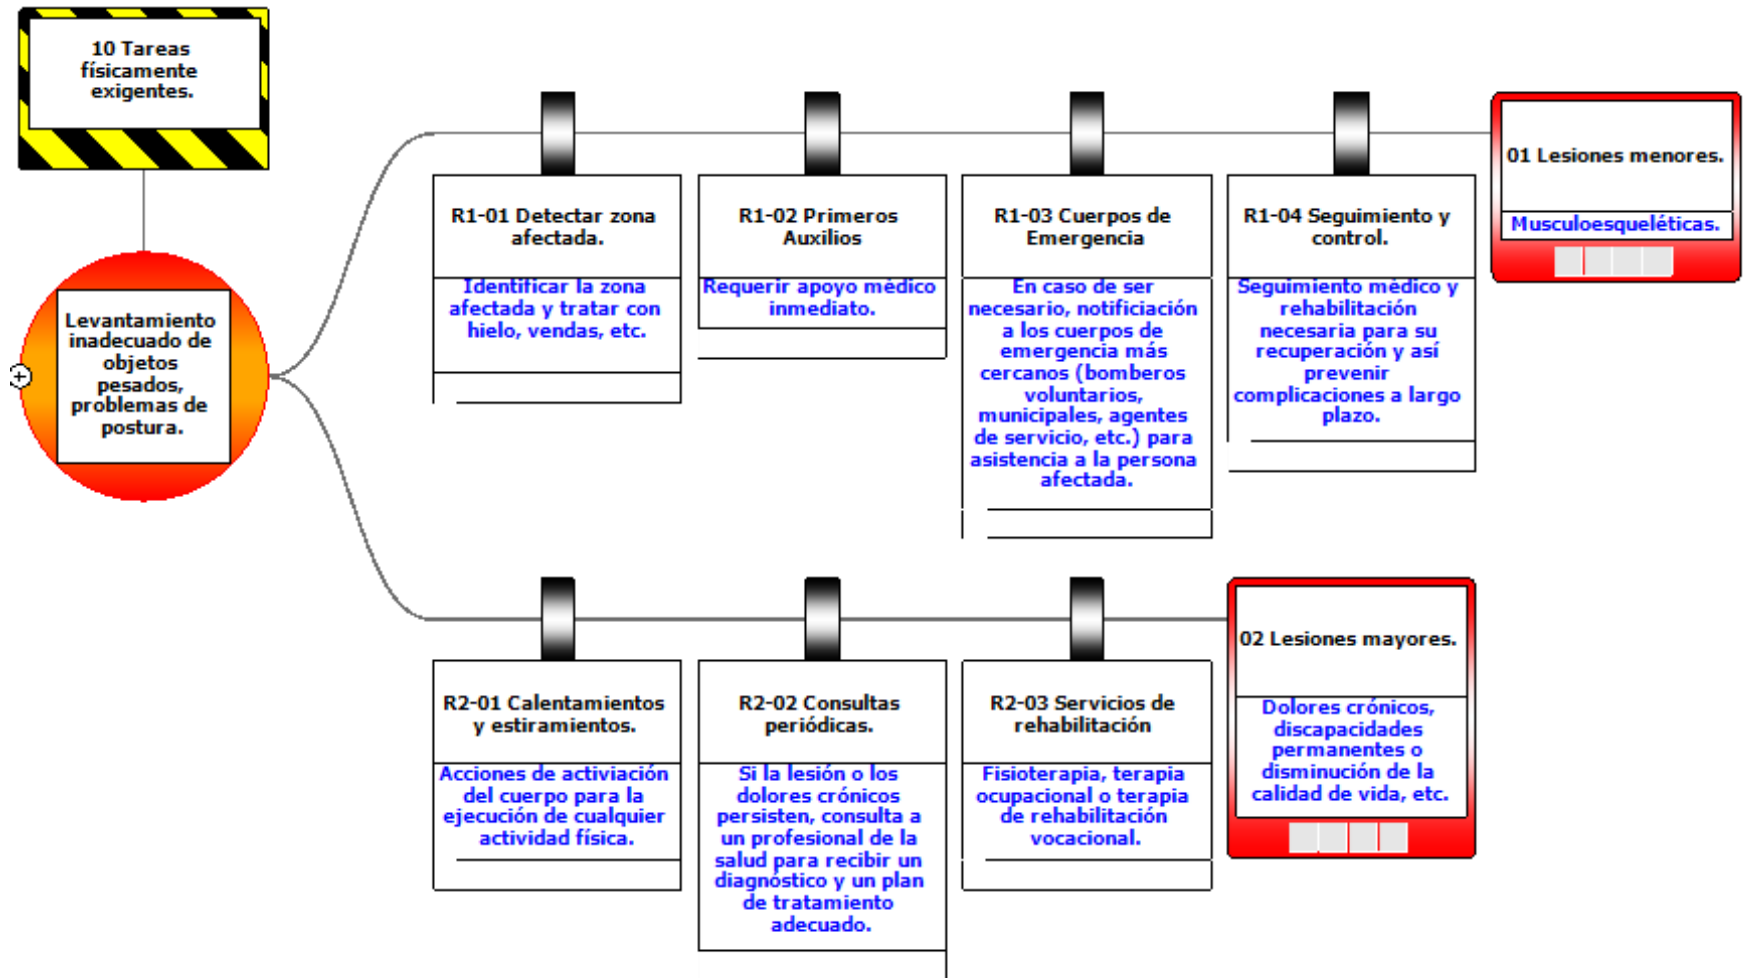 10 Tareas
físicamente
exigentes.
Levantamiento
inadecuado de
objetos
pesados,
problemas de
postura.
R1-01 Detectar zona
afectada.
Identificar la zona
afectada y tratar con
hielo, vendas, etc.
R1-02 Primeros
Auxilios
Requerir apoyo médico
inmediato.
R1-03 Cuerpos de
Emergencia
En caso de ser
necesario, notificiación
a los cuerpos de
emergencia más
cercanos (bomberos
voluntarios,
municipales, agentes
de servicio, etc.) para
asistencia a la persona
afectada.
R1-04 Seguimiento y
control.
Seguimiento médico y
rehabilitación
necesaria para su
recuperación y así
prevenir
complicaciones a largo
plazo.
01 Lesiones menores.
Musculoesqueléticas.
R2-01 Calentamientos
y estiramientos.
Acciones de activiación
del cuerpo para la
ejecución de cualquier
actividad física.
R2-02 Consultas
periódicas.
Si la lesión o los
dolores crónicos
persisten, consulta a
un profesional de la
salud para recibir un
diagnóstico y un plan
de tratamiento
adecuado.
R2-03 Servicios de
rehabilitación
Fisioterapia, terapia
ocupacional o terapia
de rehabilitación
vocacional.
02 Lesiones mayores.
Dolores crónicos,
discapacidades
permanentes o
disminución de la
calidad de vida, etc.